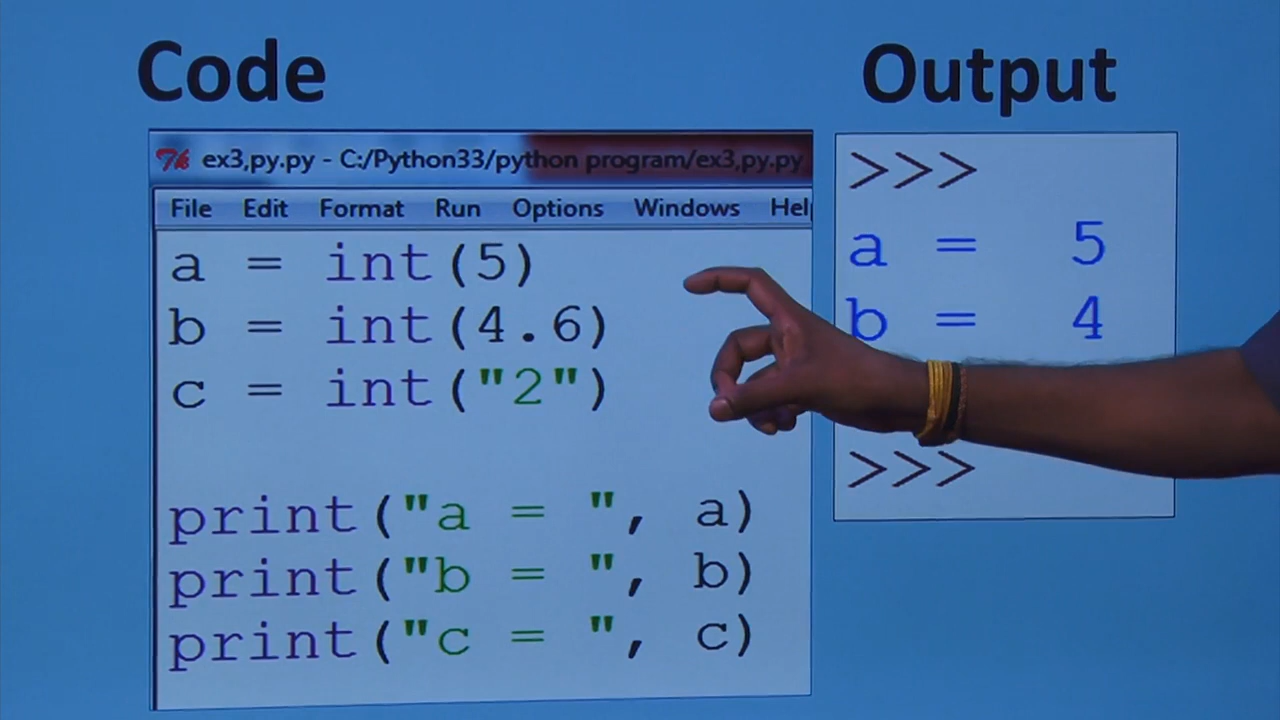 Code
ex3,py.py - C:/Python33/python program/ex3,py.py
File Edit Format Run Options Windows
a = int(5)
b = int(4.6)
c = int("2")
print("a = ", a)
print("b = ", b)
print("c = ", c)
Output
>>>
a =  5
b =  4
>>>